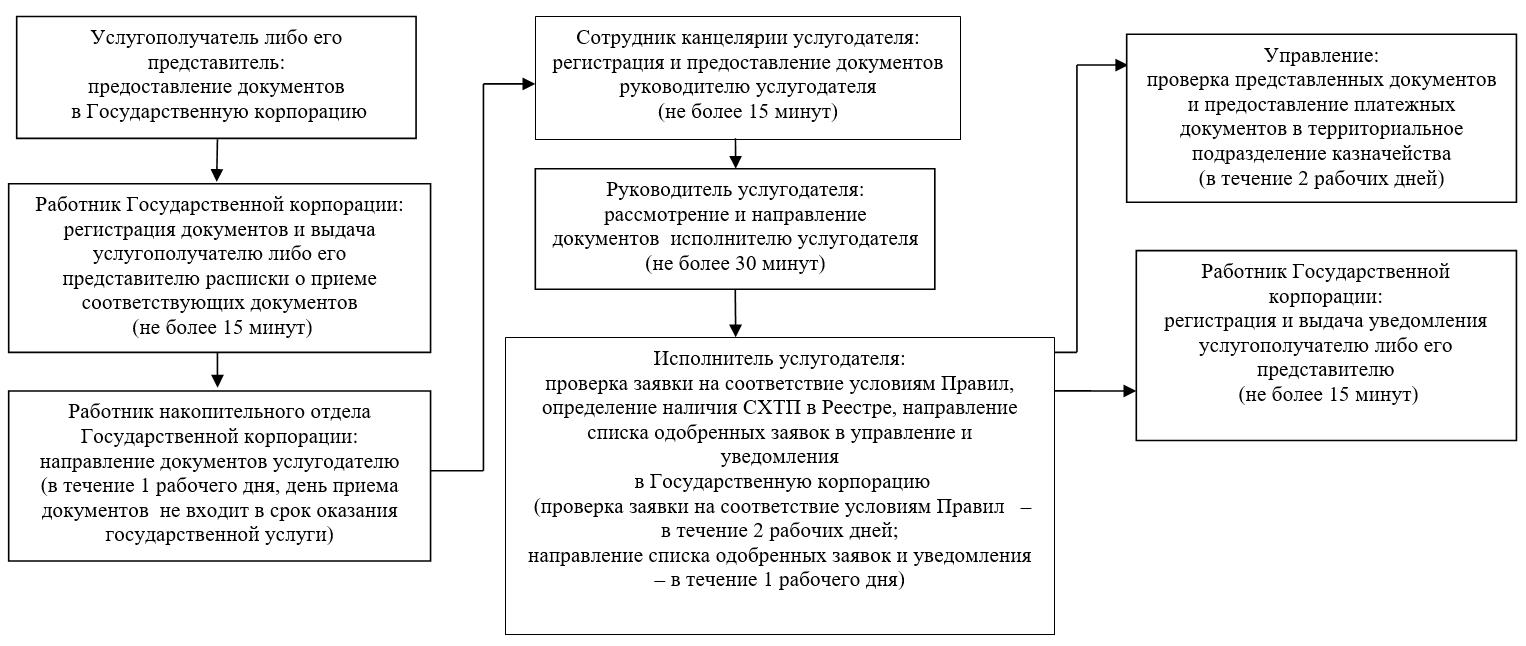 Услугополучатель либо его
представитель:
предоставление документов
в Государственную корпорацию
Работник Государственной корпорации:
регистрация документов и выдача
услугополучателю либо его
представителю расписки о приеме
соответствующих документов
(не более 15 минут)
Работник накопительного отдела
Государственной корпорации:
направление документов услугодателю
(в течение 1 рабочего дня, день приема
документов не входит в срок оказания
государственной услуги)
Сотрудник канцелярии услугодателя:
регистрация и предоставление документов
руководителю услугодателя
(не более 15 минут)
Руководитель услугодателя:
рассмотрение и направление
документов исполнителю услугодателя
(не более 30 минут)
Исполнитель услугодателя:
проверка заявки на соответствие условиям Правил,
определение наличия СХТП в Реестре, направление
списка одобренных заявок в управление и
уведомления
в Государственную корпорацию
(проверка заявки на соответствие условиям Правил –
в течение 2 рабочих дней;
направление списка одобренных заявок и уведомления
– в течение 1 рабочего дня)
Управление:
проверка представленных документов
и предоставление платежных
документов в территориальное
подразделение казначейства
(в течение 2 рабочих дней)
Работник Государственной
корпорации:
регистрация и выдача уведомления
услугополучателю либо его
представителю
(не более 15 минут)